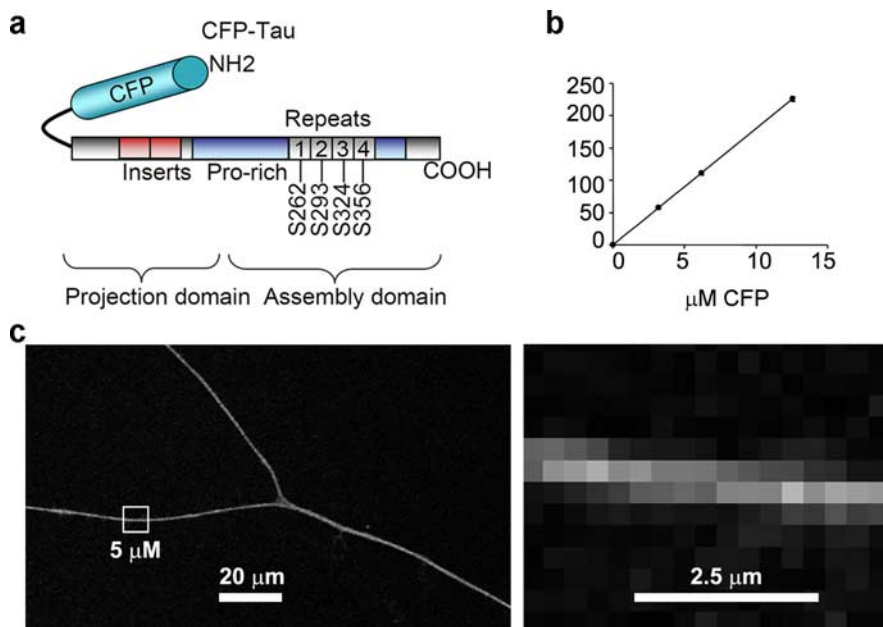 a
CFP-Tau
NH2
CFP
Repeats
1 2 3 4
COOH
Inserts
Pro-rich
S262
S293
S324
S356
Projection domain
Assembly domain
b
250
200
150
100
50
0
0 5 10 15
μM CFP
c
5 μM
20 μm
2.5 μm